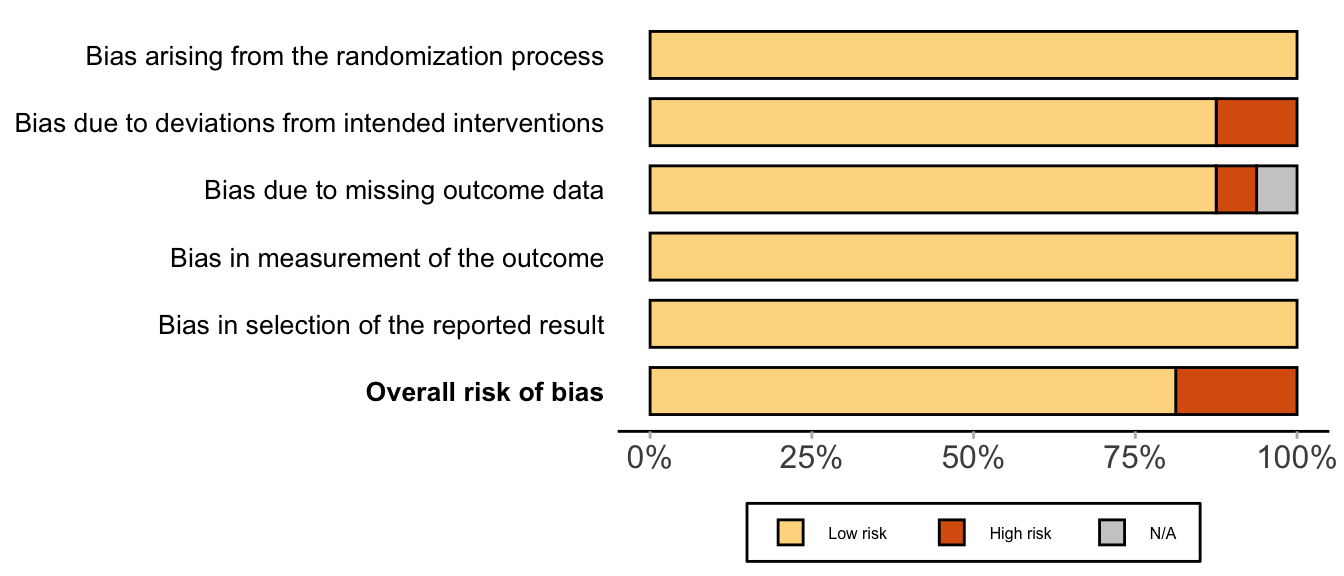 Bias arising from the randomization process
Bias due to deviations from intended interventions
Bias due to missing outcome data
Bias in measurement of the outcome
Bias in selection of the reported result
Overall risk of bias
0% 25% 50% 75% 100%
Low risk High risk N/A